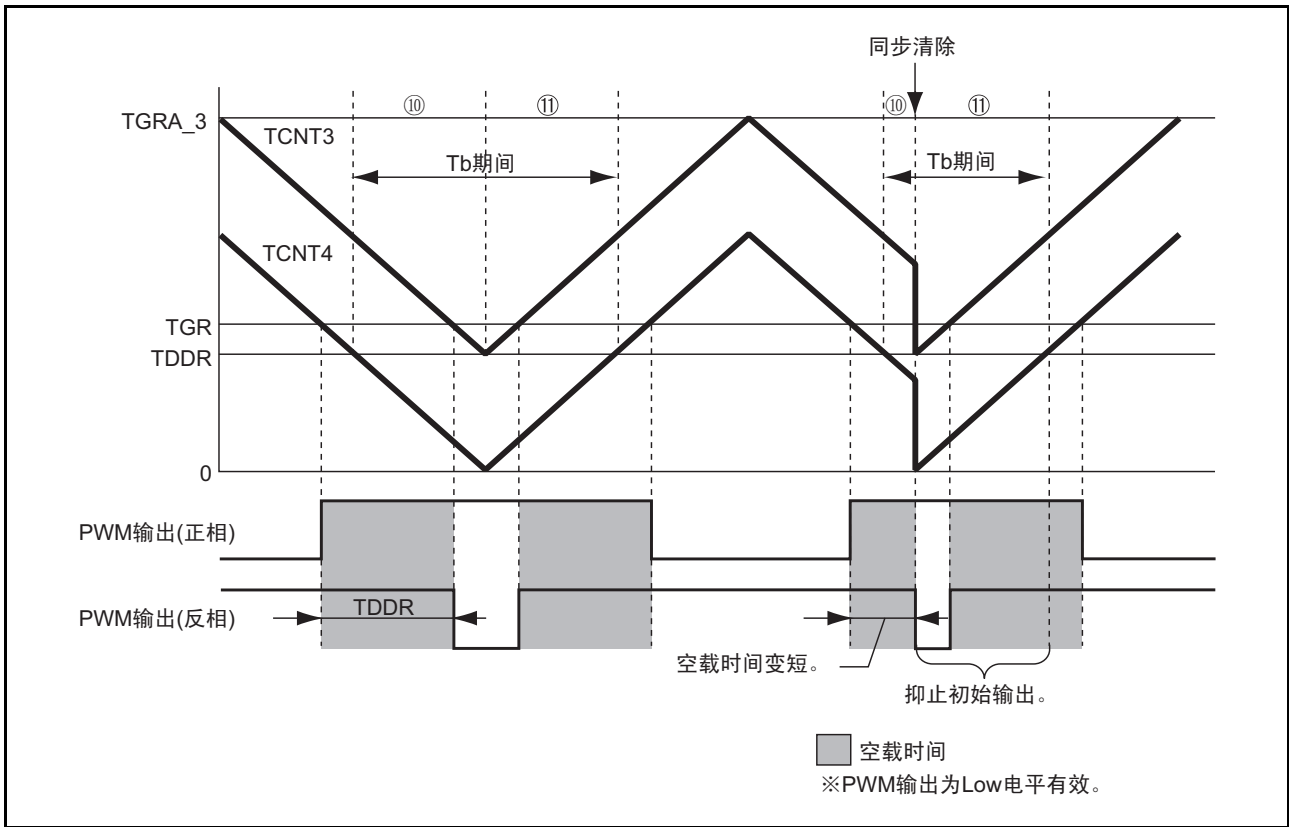 同步清除
⑩ ⑪ ⑩ ⑪
TGRA_3
TCNT3
Tb期间 Tb期间
TCNT4
TGR
TDDR
0
PWM输出(正相)
PWM输出(反相)
TDDR
空载时间变短。
抑止初始输出。
空载时间
※PWM输出为Low电平有效。